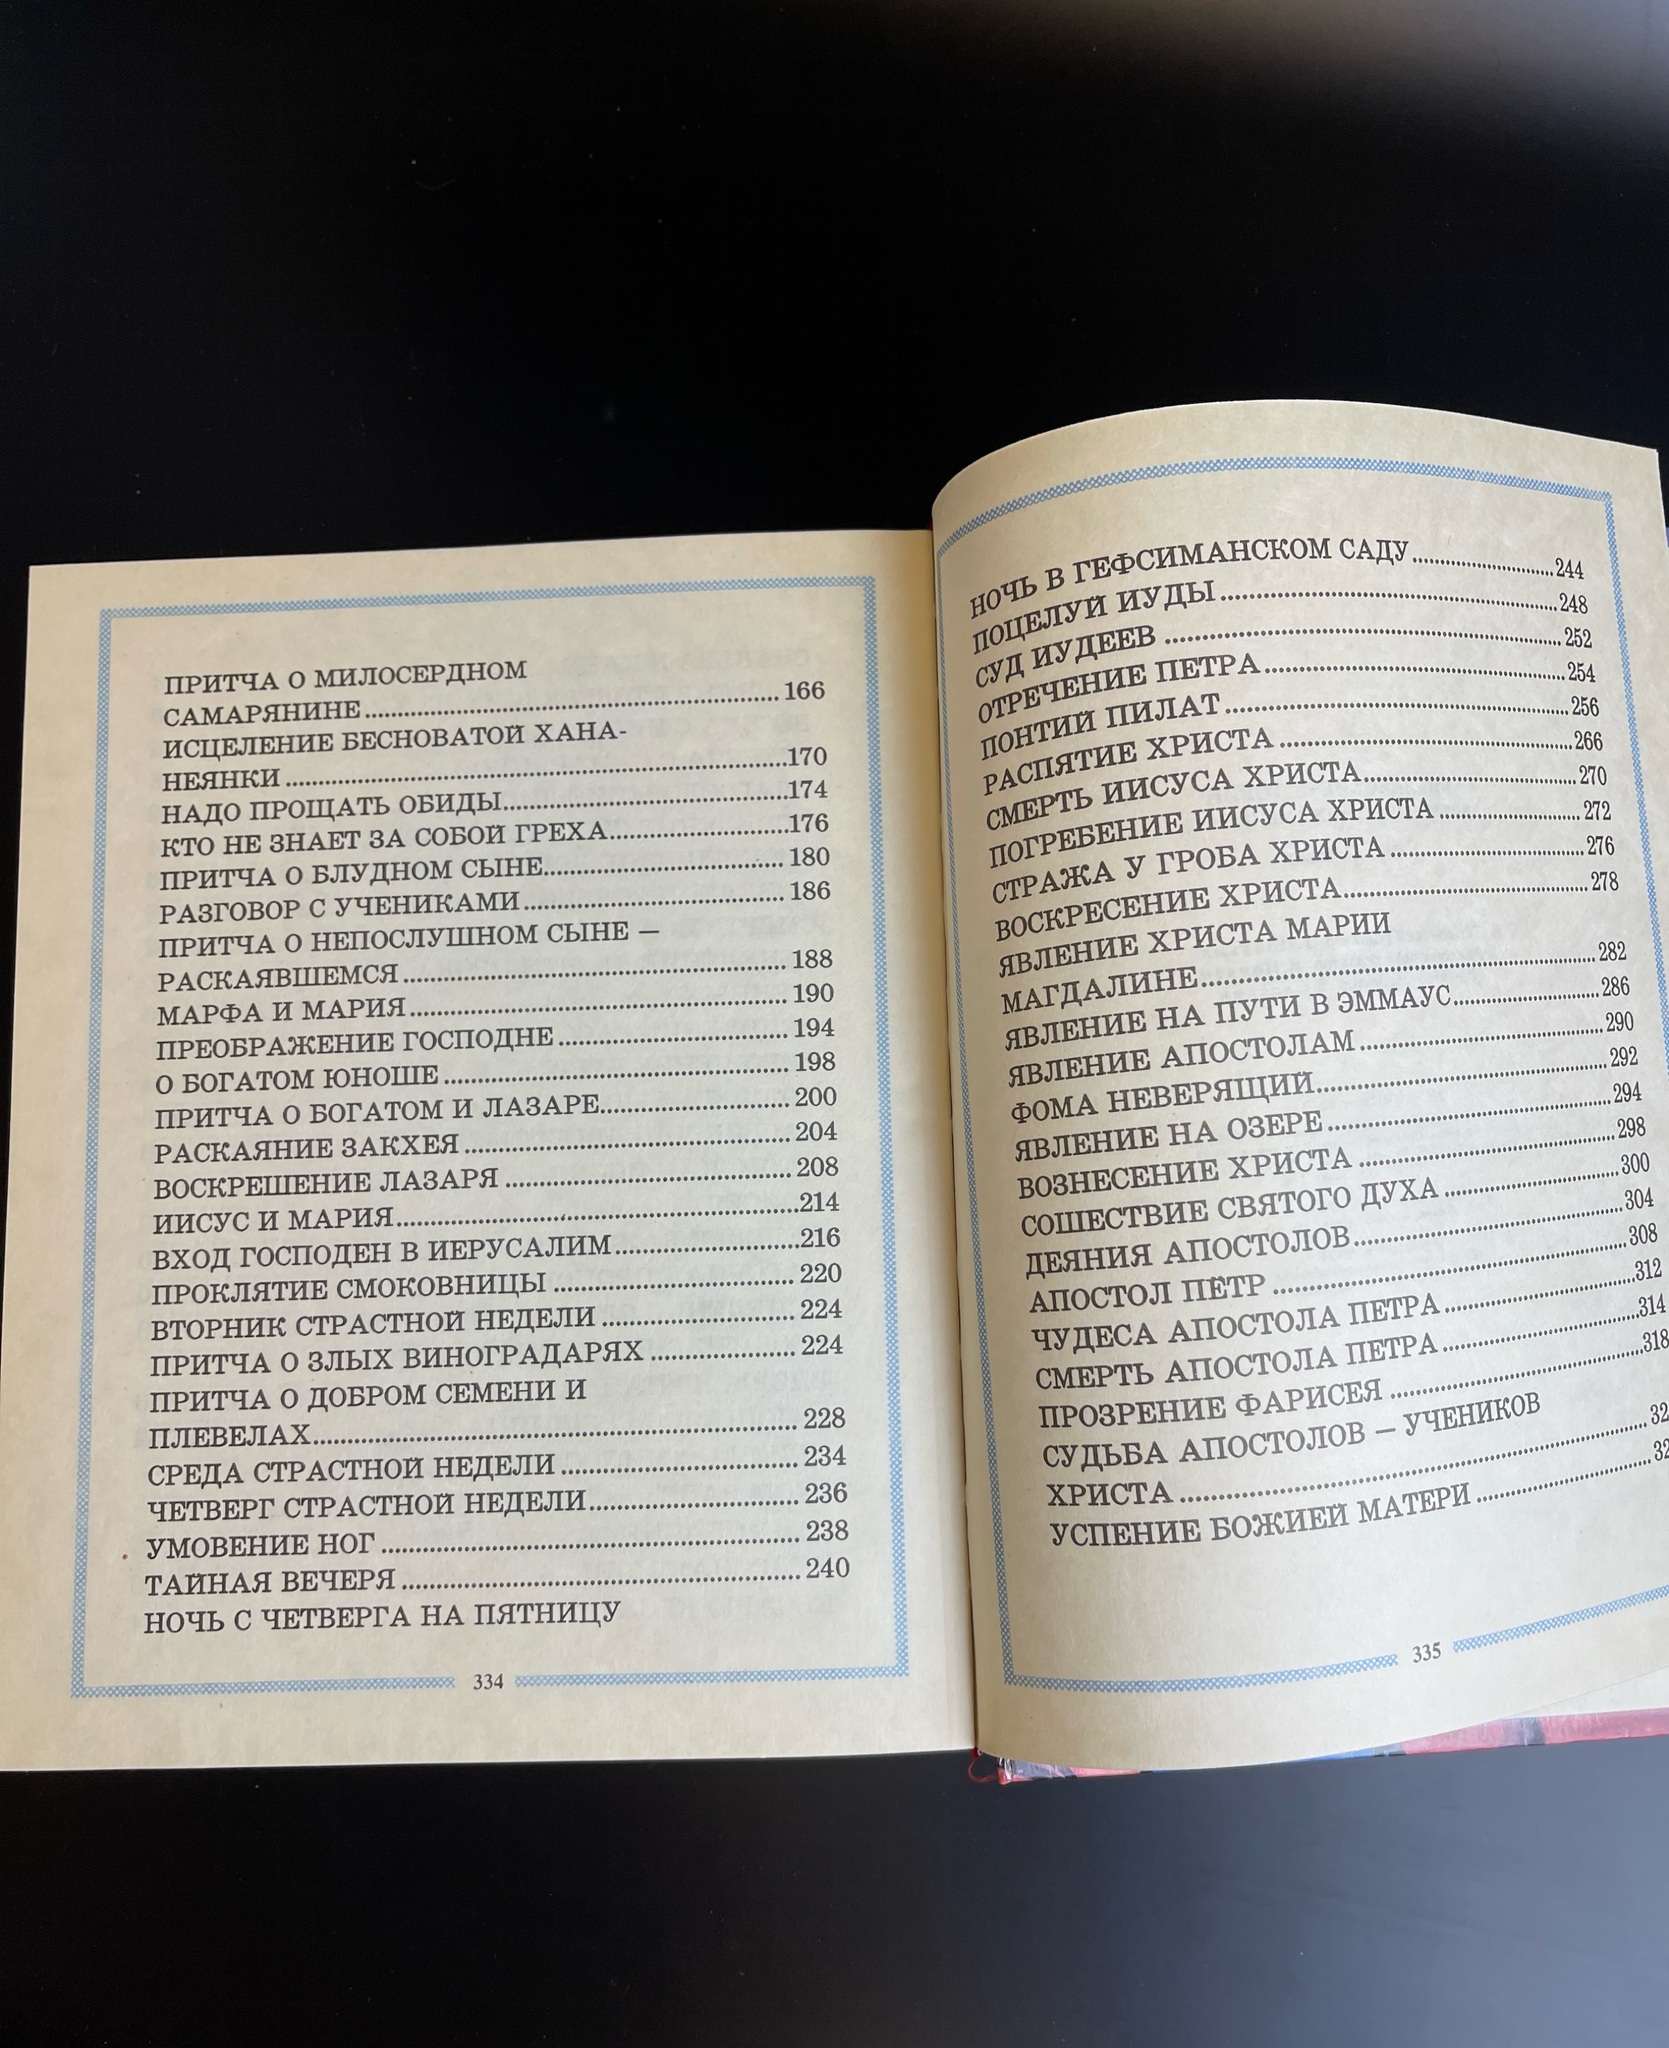 ПРИТЧА О МИЛОСЕРДНОМ
САМАРЯНИНЕ.....166
ИСЦЕЛЕНИЕ БЕСНОВАТОЙ ХАНА-
НЕЯНКИ.....170
НАДО ПРОЩАТЬ ОБИДЫ.....174
КТО НЕ ЗНАЕТ ЗА СОБОЙ ГРЕХА.....176
ПРИТЧА О БЛУДНОМ СЫНЕ.....180
РАЗГОВОР С УЧЕНИКАМИ.....186
ПРИТЧА О НЕПОСЛУШНОМ СЫНЕ —
РАСКАЯВШЕМСЯ.....188
МАРФА И МАРИЯ.....190
ПРЕОБРАЖЕНИЕ ГОСПОДНЕ.....194
О БОГАТОМ ЮНОШЕ.....198
ПРИТЧА О БОГАТОМ И ЛАЗАРЕ.....200
РАСКАЯНИЕ ЗАКХЕЯ.....204
ВОСКРЕШЕНИЕ ЛАЗАРЯ.....208
ИИСУС И МАРИЯ.....214
ВХОД ГОСПОДЕН В ИЕРУСАЛИМ.....216
ПРОКЛЯТИЕ СМОКОВНИЦЫ.....220
ВТОРНИК СТРАСТНОЙ НЕДЕЛИ.....224
ПРИТЧА О ЗЛЫХ ВИНОГРАДАРЯХ.....224
ПРИТЧА О ДОБРОМ СЕМЕНИ И
ПЛЕВЕЛАХ.....228
СРЕДА СТРАСТНОЙ НЕДЕЛИ.....234
ЧЕТВЕРГ СТРАСТНОЙ НЕДЕЛИ.....236
УМОВЕНИЕ НОГ.....238
ТАЙНАЯ ВЕЧЕРЯ.....240
НОЧЬ С ЧЕТВЕРГА НА ПЯТНИЦУ
334
НОЧЬ В ГЕФСИМАНСКОМ САДУ.....244
ПОЦЕЛУЙ ИУДЫ.....248
СУД ИУДЕЕВ.....252
ОТРЕЧЕНИЕ ПЕТРА.....254
ПОНТИЙ ПИЛАТ.....256
РАСПЯТИЕ ХРИСТА.....266
СМЕРТЬ ИИСУСА ХРИСТА.....270
ПОГРЕБЕНИЕ ИИСУСА ХРИСТА.....272
СТРАЖА У ГРОБА ХРИСТА.....276
ВОСКРЕСЕНИЕ ХРИСТА.....278
ЯВЛЕНИЕ ХРИСТА МАРИИ
МАГДАЛИНЕ.....282
ЯВЛЕНИЕ НА ПУТИ В ЭММАУС.....286
ЯВЛЕНИЕ АПОСТОЛАМ.....290
ФОМА НЕВЕРЯЩИЙ.....292
ЯВЛЕНИЕ НА ОЗЕРЕ.....294
ВОЗНЕСЕНИЕ ХРИСТА.....298
СОШЕСТВИЕ СВЯТОГО ДУХА.....300
ДЕЯНИЯ АПОСТОЛОВ.....304
АПОСТОЛ ПЁТР.....308
ЧУДЕСА АПОСТОЛА ПЕТРА.....312
СМЕРТЬ АПОСТОЛА ПЕТРА.....314
ПРОЗРЕНИЕ ФАРИСЕЯ.....318
СУДЬБА АПОСТОЛОВ — УЧЕНИКОВ
ХРИСТА.....
УСПЕНИЕ БОЖИЕЙ МАТЕРИ.....
335